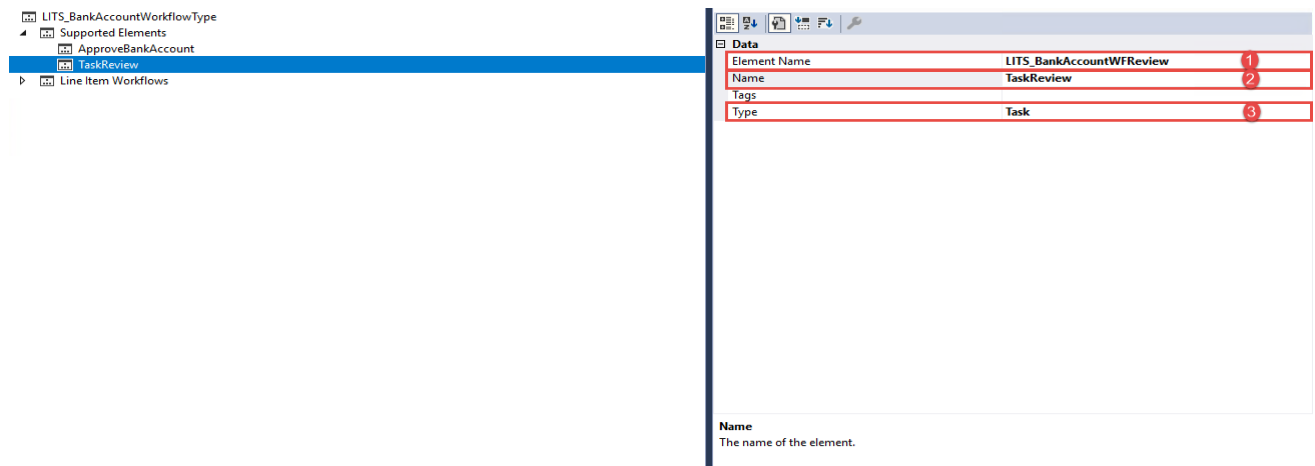 LITS_BankAccountWorkflowType
Supported Elements
ApproveBankAccount
TaskReview
Line Item Workflows
Data
Element Name LITS_BankAccountWFReview 1
Name TaskReview 2
Tags
Type Task 3
Name
The name of the element.